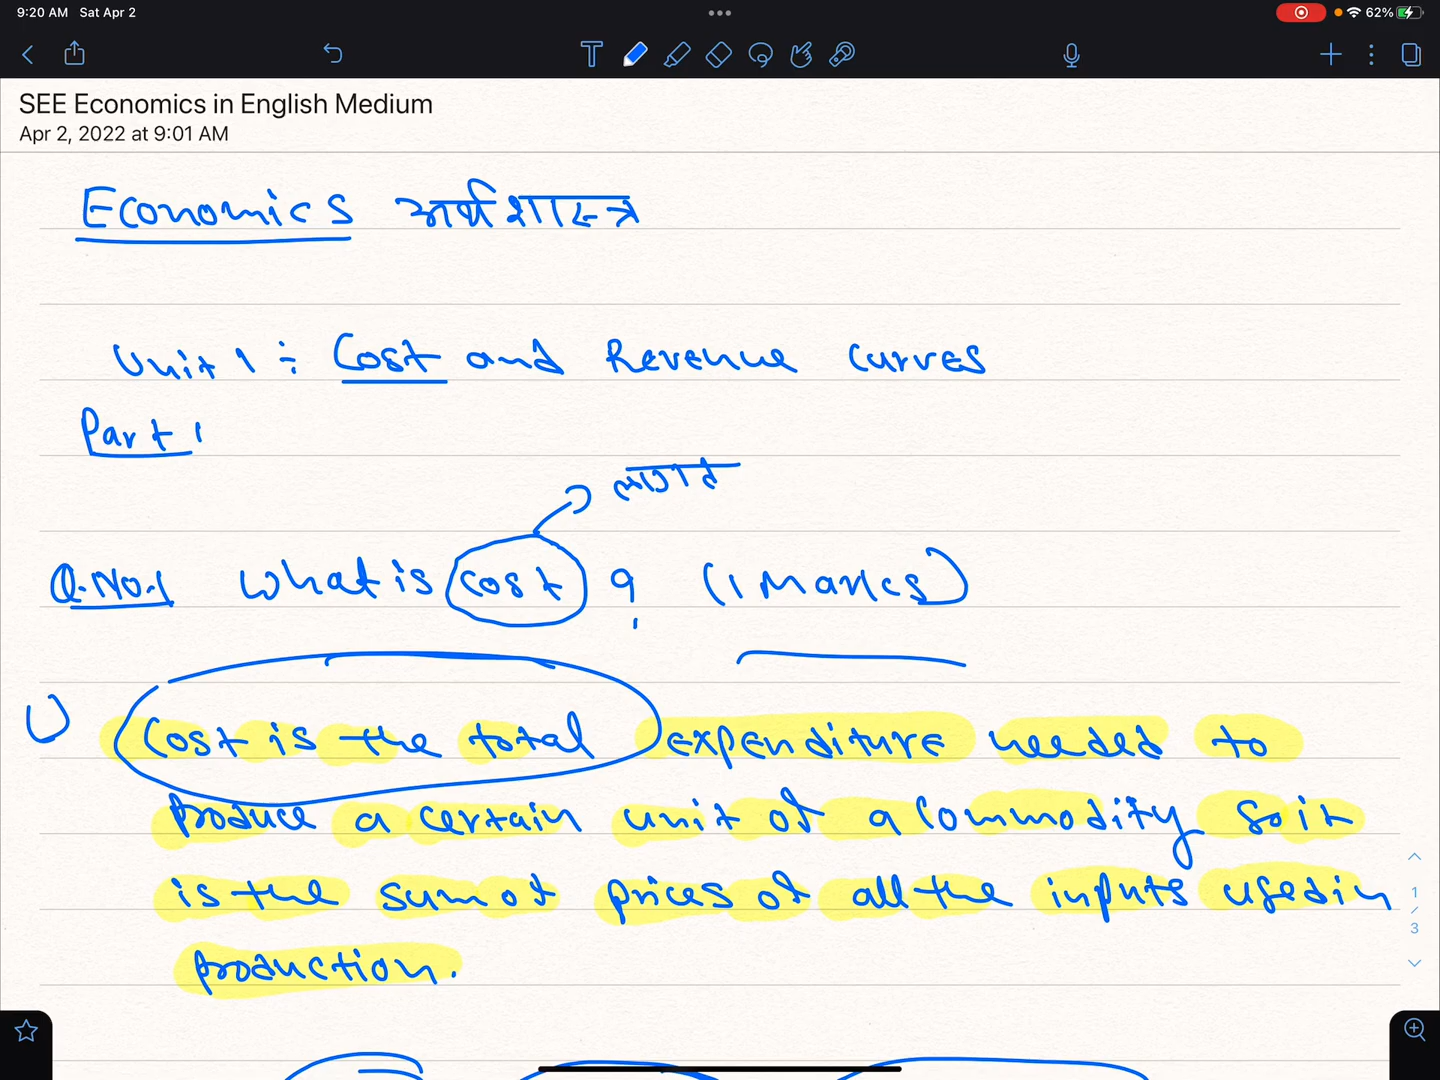 9:20 AM Sat Apr 2
62%
SEE Economics in English Medium
Apr 2, 2022 at 9:01 AM
Economics अर्थशास्त्र
Unit 1 : Cost and Revenue Curves
Part 1
लागत
Q.No.1 What is cost ? (1 Marks)
Cost is the total expenditure needed to
produce a certain unit of a commodity so it
is the sum of prices of all the inputs used in
production.
1
/
3